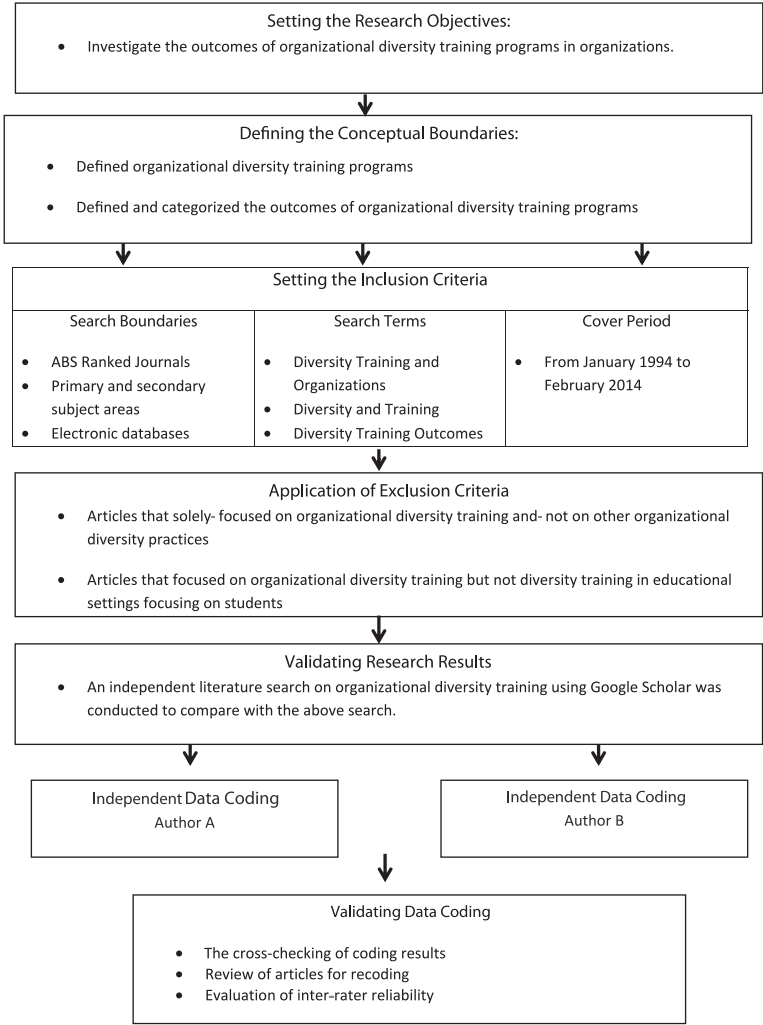 Setting the Research Objectives:
• Investigate the outcomes of organizational diversity training programs in organizations.
Defining the Conceptual Boundaries:
• Defined organizational diversity training programs
• Defined and categorized the outcomes of organizational diversity training programs
Setting the Inclusion Criteria
Search Boundaries
• ABS Ranked Journals
• Primary and secondary
subject areas
• Electronic databases
Search Terms
• Diversity Training and
Organizations
• Diversity and Training
• Diversity Training Outcomes
Cover Period
• From January 1994 to
February 2014
Application of Exclusion Criteria
• Articles that solely- focused on organizational diversity training and- not on other organizational
diversity practices
• Articles that focused on organizational diversity training but not diversity training in educational
settings focusing on students
Validating Research Results
• An independent literature search on organizational diversity training using Google Scholar was
conducted to compare with the above search.
Independent Data Coding
Author A
Independent Data Coding
Author B
Validating Data Coding
• The cross-checking of coding results
• Review of articles for recoding
• Evaluation of inter-rater reliability